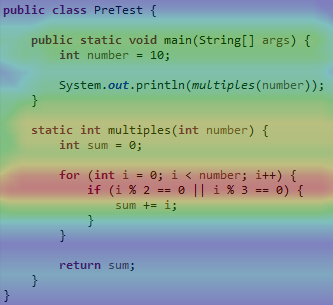 public class PreTest {
public static void main(String[] args) {
int number = 10;
System.out.println(multiples(number));
}
static int multiples(int number) {
int sum = 0;
for (int i = 0; i < number; i++) {
if (i % 2 == 0 || i % 3 == 0) {
sum += i;
}
}
return sum;
}
}